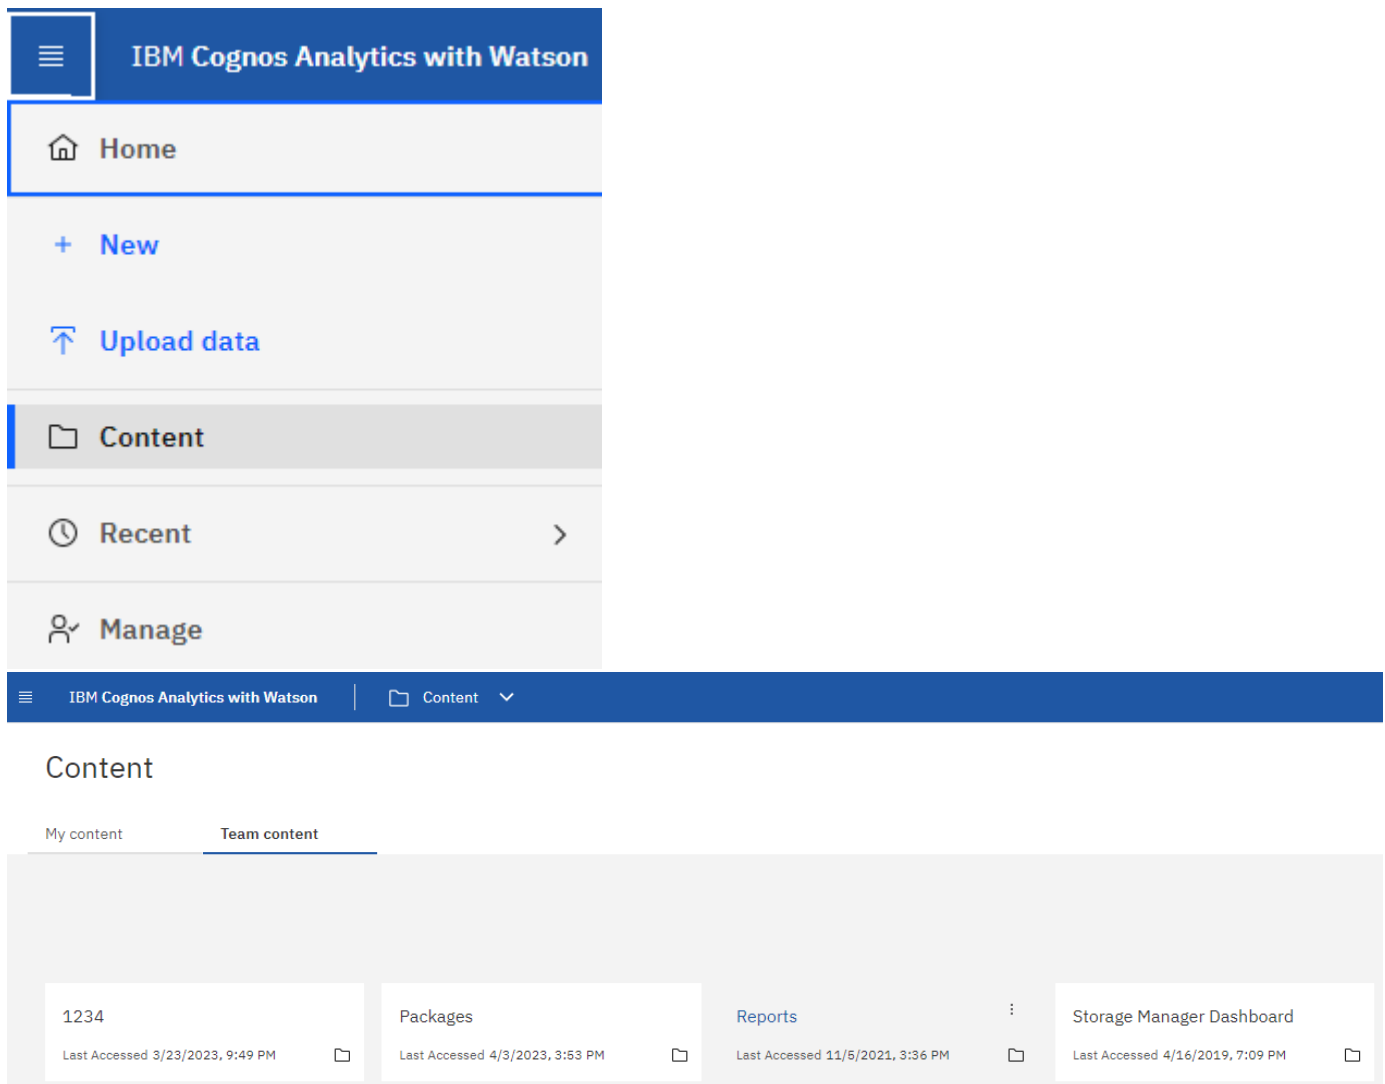 IBM Cognos Analytics with Watson
Home
New
Upload data
Content
Recent
Manage
IBM Cognos Analytics with Watson Content
Content
My content Team content
1234 Packages Reports Storage Manager Dashboard
Last Accessed 3/23/2023, 9:49 PM Last Accessed 4/3/2023, 3:53 PM Last Accessed 11/5/2021, 3:36 PM Last Accessed 4/16/2019, 7:09 PM